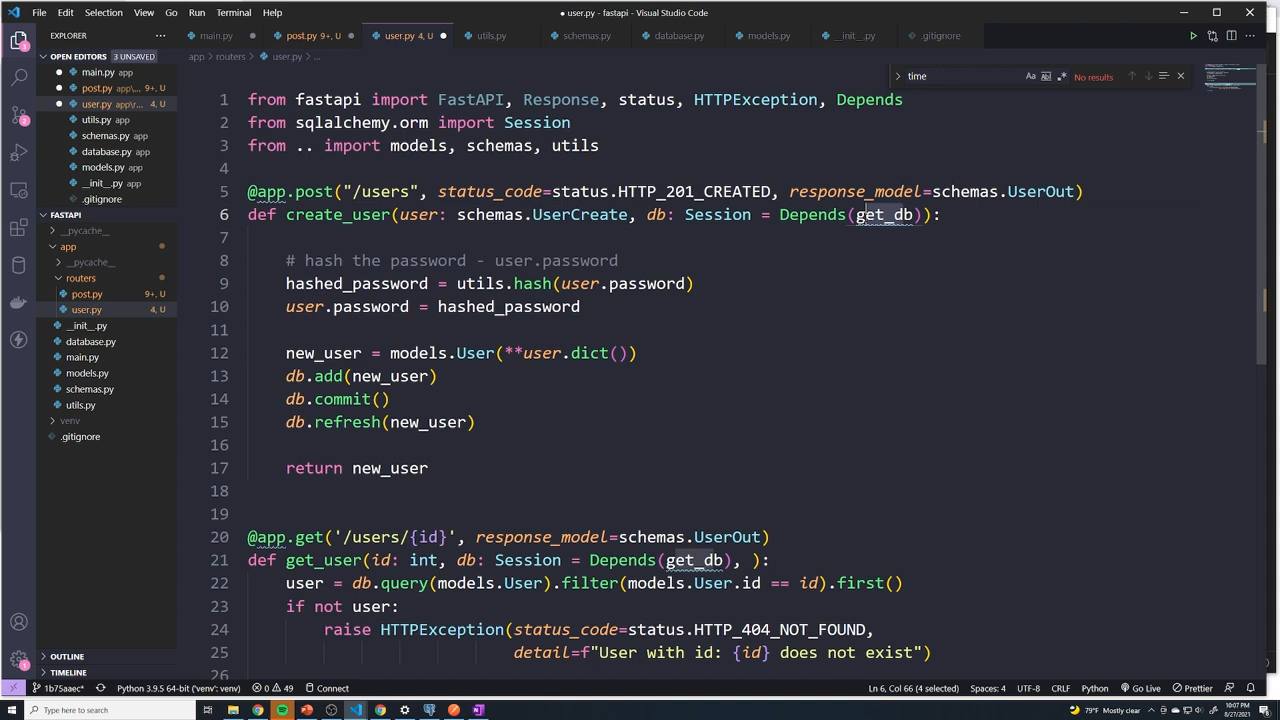 File Edit Selection View Go Run Terminal Help
● user.py - fastapi - Visual Studio Code
EXPLORER
main.py
post.py 9+, U
user.py 4, U
utils.py
schemas.py
database.py
models.py
__init__.py
.gitignore
OPEN EDITORS 3 UNSAVED
main.py app
post.py app\... 9+, U
user.py app\r... 4, U
utils.py app
schemas.py app
database.py app
models.py app
__init__.py app
.gitignore
FASTAPI
__pycache__
app
__pycache__
routers
post.py 9+, U
user.py 4, U
__init__.py
database.py
main.py
models.py
schemas.py
utils.py
venv
.gitignore
OUTLINE
TIMELINE
app > routers > user.py > ...
time
Aa
No results
1 from fastapi import FastAPI, Response, status, HTTPException, Depends
2 from sqlalchemy.orm import Session
3 from .. import models, schemas, utils
4
5 @app.post("/users", status_code=status.HTTP_201_CREATED, response_model=schemas.UserOut)
6 def create_user(user: schemas.UserCreate, db: Session = Depends(get_db)):
7
8 # hash the password - user.password
9 hashed_password = utils.hash(user.password)
10 user.password = hashed_password
11
12 new_user = models.User(**user.dict())
13 db.add(new_user)
14 db.commit()
15 db.refresh(new_user)
16
17 return new_user
18
19
20 @app.get('/users/{id}', response_model=schemas.UserOut)
21 def get_user(id: int, db: Session = Depends(get_db), ):
22 user = db.query(models.User).filter(models.User.id == id).first()
23 if not user:
24 raise HTTPException(status_code=status.HTTP_404_NOT_FOUND,
25 detail=f"User with id: {id} does not exist")
26
1b75aaec* Python 3.9.5 64-bit ('venv': venv) 0 49 Connect
Ln 6, Col 66 (4 selected) Spaces: 4 UTF-8 CRLF Python Go Live Prettier
Type here to search
79°F Mostly clear
10:07 PM
8/27/2021